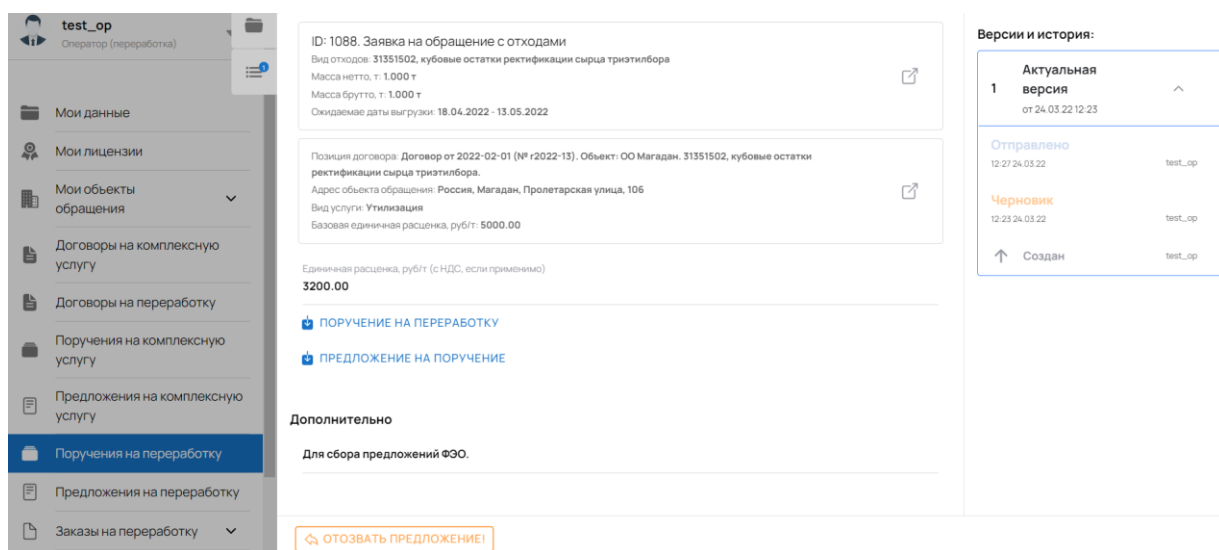 test_op
Оператор (переработка)
1
Мои данные
Мои лицензии
Мои объекты
обращения
Договоры на комплексную
услугу
Договоры на переработку
Поручения на комплексную
услугу
Предложения на комплексную
услугу
Поручения на переработку
Предложения на переработку
Заказы на переработку
ID: 1088. Заявка на обращение с отходами
Вид отходов: 31351502, кубовые остатки ректификации сырца триэтилбора
Масса нетто, т: 1.000 т
Масса брутто, т: 1.000 т
Ожидаемае даты выгрузки: 18.04.2022 - 13.05.2022
Позиция договора: Договор от 2022-02-01 (№ r2022-13). Объект: ОО Магадан. 31351502, кубовые остатки
ректификации сырца триэтилбора.
Адрес объекта обращения: Россия, Магадан, Пролетарская улица, 106
Вид услуги: Утилизация
Базовая единичная расценка, руб/т: 5000.00
Единичная расценка, руб/т (с НДС, если применимо)
3200.00
ПОРУЧЕНИЕ НА ПЕРЕРАБОТКУ
ПРЕДЛОЖЕНИЕ НА ПОРУЧЕНИЕ
Дополнительно
Для сбора предложений ФЭО.
ОТОЗВАТЬ ПРЕДЛОЖЕНИЕ!
Версии и история:
1 Актуальная
версия
от 24.03.22 12:23
Отправлено
12:27 24.03.22 test_op
Черновик
12:23 24.03.22 test_op
Создан test_op